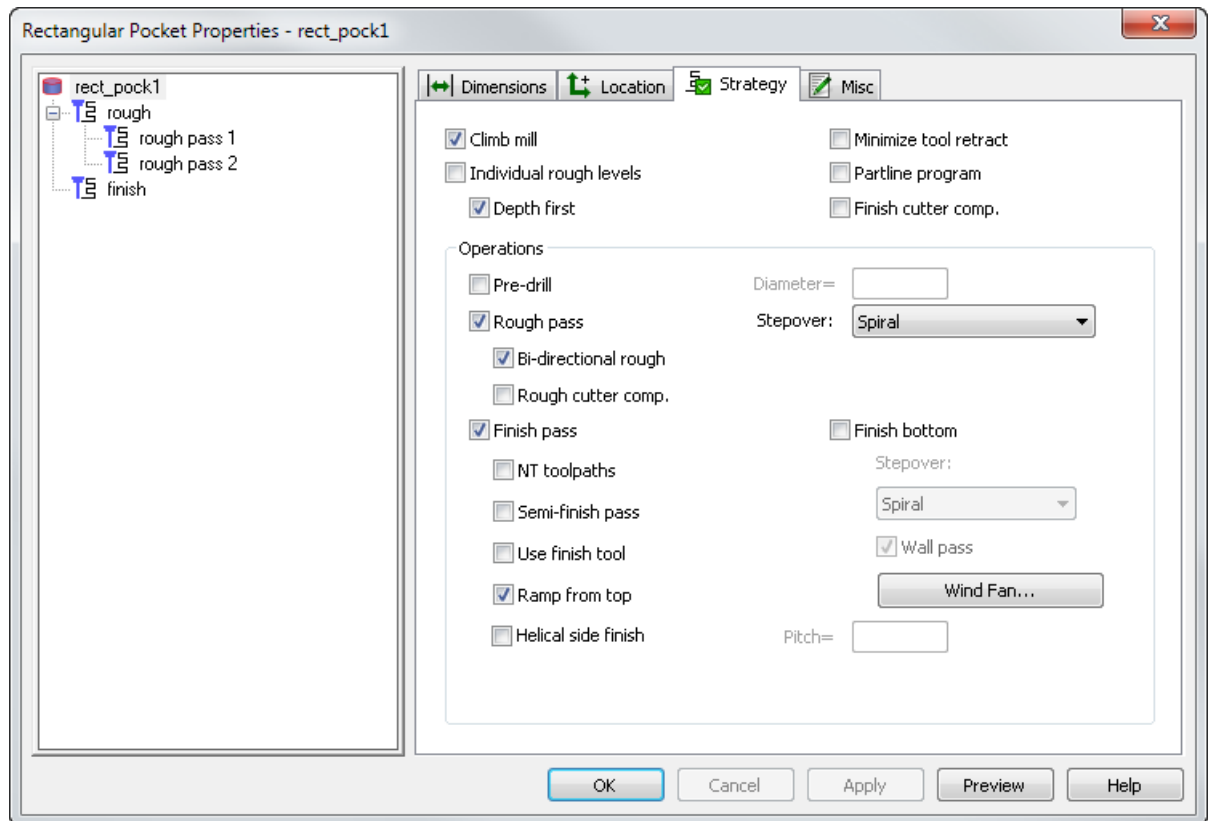 Rectangular Pocket Properties - rect_pock1
rect_pock1
rough
rough pass 1
rough pass 2
finish
Dimensions Location Strategy Misc
Climb mill Minimize tool retract
Individual rough levels Partline program
Depth first Finish cutter comp.
Operations
Pre-drill Diameter=
Rough pass Stepover: Spiral
Bi-directional rough
Rough cutter comp.
Finish pass Finish bottom
NT toolpaths Stepover:
Semi-finish pass Spiral
Use finish tool Wall pass
Ramp from top Wind Fan...
Helical side finish Pitch=
OK Cancel Apply Preview Help